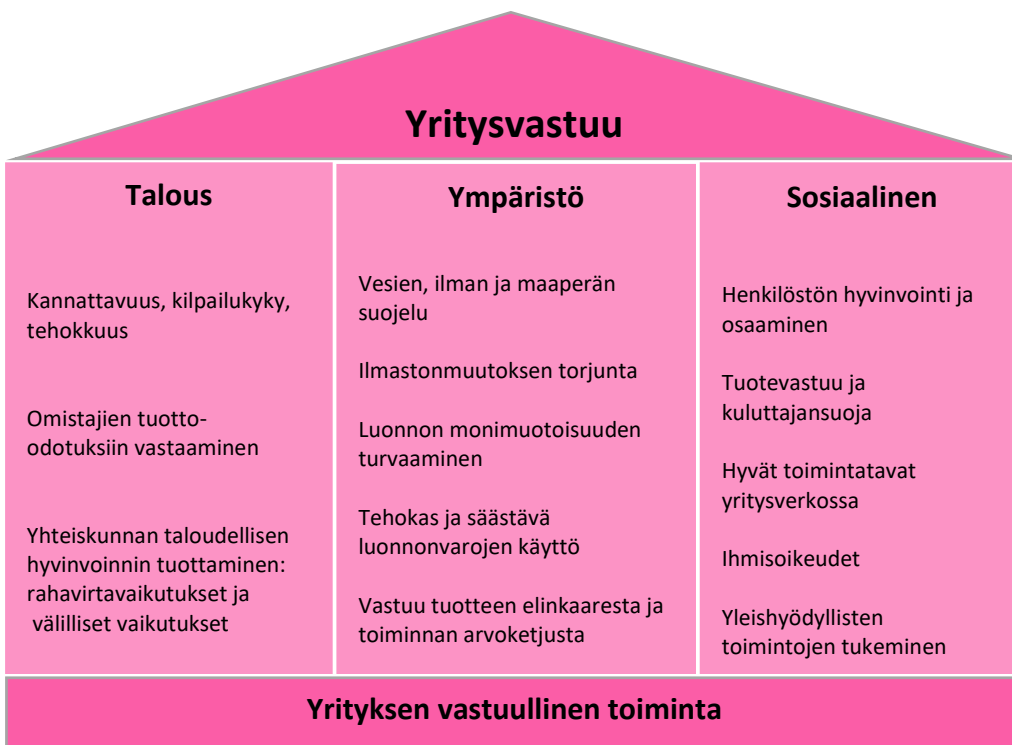 Yritysvastuu
Talous
Kannattavuus, kilpailukyky,
tehokkuus
Omistajien tuotto-
odotuksiin vastaaminen
Yhteiskunnan taloudellisen
hyvinvoinnin tuottaminen:
rahavirtavaikutukset ja
välilliset vaikutukset
Ympäristö
Vesien, ilman ja maaperän
suojelu
Ilmastonmuutoksen torjunta
Luonnon monimuotoisuuden
turvaaminen
Tehokas ja säästävä
luonnonvarojen käyttö
Vastuu tuotteen elinkaaresta ja
toiminnan arvoketjusta
Sosiaalinen
Henkilöstön hyvinvointi ja
osaaminen
Tuotevastuu ja
kuluttajansuoja
Hyvät toimintatavat
yritysverkossa
Ihmisoikeudet
Yleishyödyllisten
toimintojen tukeminen
Yrityksen vastuullinen toiminta